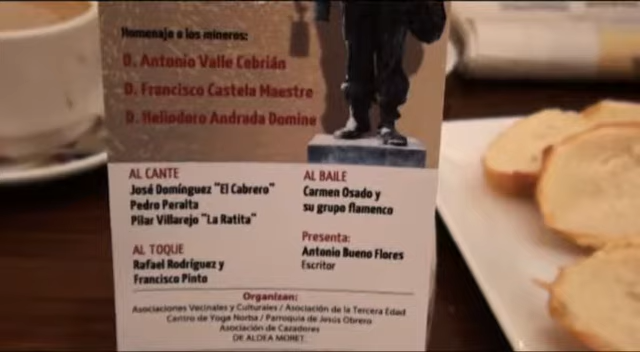 Homenaje a los mineros:
D. Antonio Valle Cebrián
D. Francisco Castela Maestre
D. Heliodoro Andrada Domine
AL CANTE
José Domínguez "El Cabrero"
Pedro Peralta
Pilar Villarejo "La Ratita"
AL TOQUE
Rafael Rodríguez y
Francisco Pinto
AL BAILE
Carmen Osado y
su grupo flamenco
Presenta:
Antonio Bueno Flores
Escritor
Organizan:
Asociaciones Vecinales y Culturales / Asociación de la Tercera Edad
Centro de Yoga Norba / Parroquia de Jesús Obrero
Asociación de Cazadores
DE ALDEA MORET.